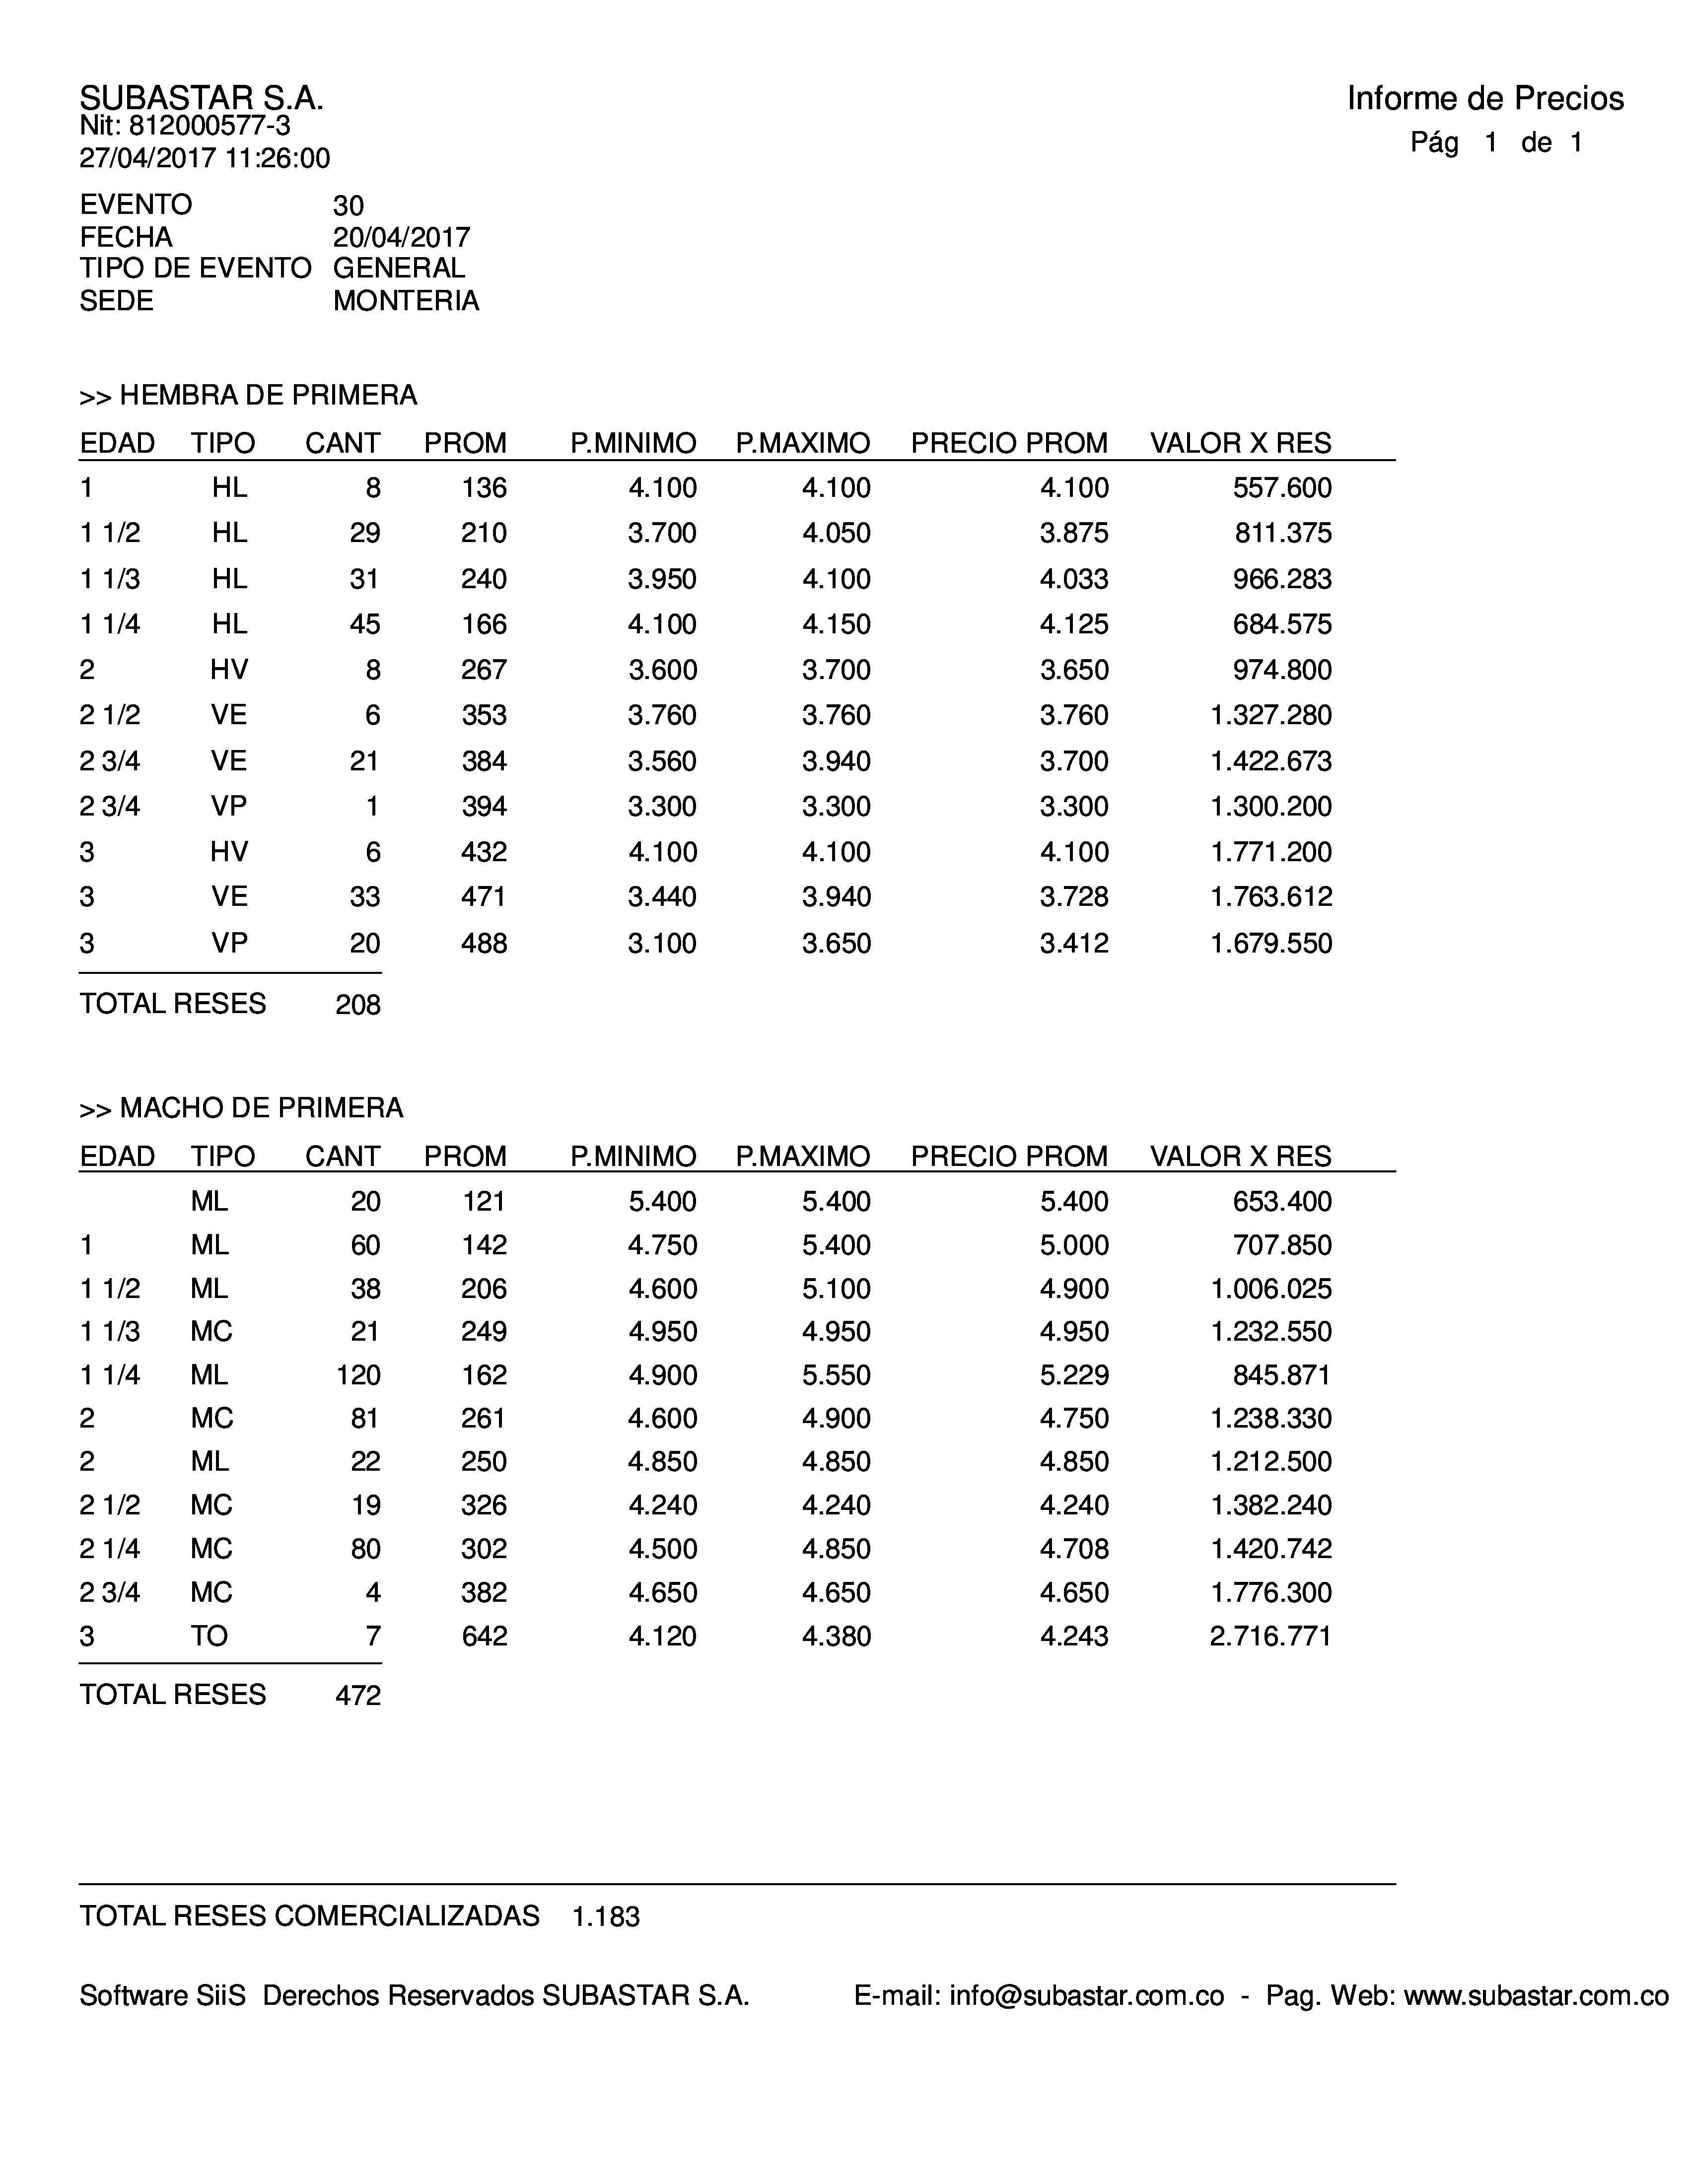 SUBASTAR S.A. Informe de Precios
Nit: 812000577-3
27/04/2017 11:26:00 Pág 1 de 1
EVENTO 30
FECHA 20/04/2017
TIPO DE EVENTO GENERAL
SEDE MONTERIA
>> HEMBRA DE PRIMERA
EDAD TIPO CANT PROM P.MINIMO P.MAXIMO PRECIO PROM VALOR X RES
1 HL 8 136 4.100 4.100 4.100 557.600
1 1/2 HL 29 210 3.700 4.050 3.875 811.375
1 1/3 HL 31 240 3.950 4.100 4.033 966.283
1 1/4 HL 45 166 4.100 4.150 4.125 684.575
2 HV 8 267 3.600 3.700 3.650 974.800
2 1/2 VE 6 353 3.760 3.760 3.760 1.327.280
2 3/4 VE 21 384 3.560 3.940 3.700 1.422.673
2 3/4 VP 1 394 3.300 3.300 3.300 1.300.200
3 HV 6 432 4.100 4.100 4.100 1.771.200
3 VE 33 471 3.440 3.940 3.728 1.763.612
3 VP 20 488 3.100 3.650 3.412 1.679.550
TOTAL RESES 208
>> MACHO DE PRIMERA
EDAD TIPO CANT PROM P.MINIMO P.MAXIMO PRECIO PROM VALOR X RES
ML 20 121 5.400 5.400 5.400 653.400
1 ML 60 142 4.750 5.400 5.000 707.850
1 1/2 ML 38 206 4.600 5.100 4.900 1.006.025
1 1/3 MC 21 249 4.950 4.950 4.950 1.232.550
1 1/4 ML 120 162 4.900 5.550 5.229 845.871
2 MC 81 261 4.600 4.900 4.750 1.238.330
2 ML 22 250 4.850 4.850 4.850 1.212.500
2 1/2 MC 19 326 4.240 4.240 4.240 1.382.240
2 1/4 MC 80 302 4.500 4.850 4.708 1.420.742
2 3/4 MC 4 382 4.650 4.650 4.650 1.776.300
3 TO 7 642 4.120 4.380 4.243 2.716.771
TOTAL RESES 472
TOTAL RESES COMERCIALIZADAS 1.183
Software SiiS Derechos Reservados SUBASTAR S.A. E-mail: info@subastar.com.co - Pag. Web: www.subastar.com.co